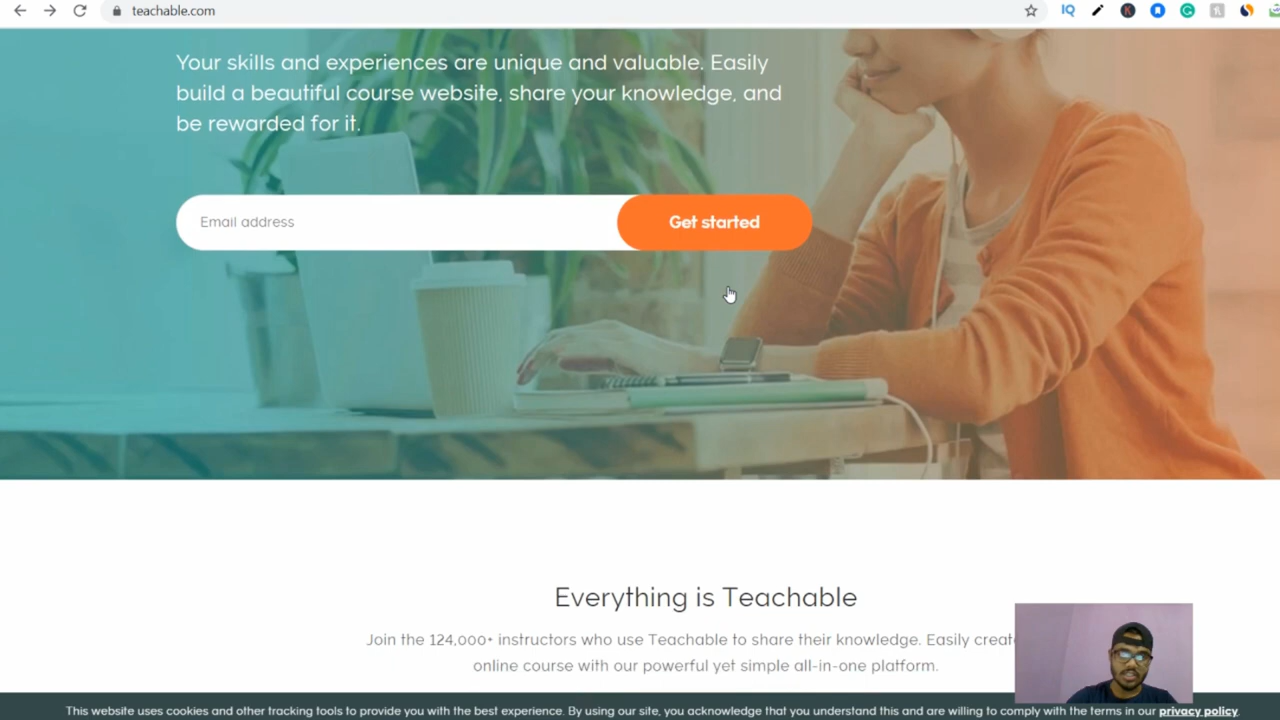 teachable.com
IQ
Your skills and experiences are unique and valuable. Easily
build a beautiful course website, share your knowledge, and
be rewarded for it.
Email address
Get started
Everything is Teachable
Join the 124,000+ instructors who use Teachable to share their knowledge. Easily create
online course with our powerful yet simple all-in-one platform.
This website uses cookies and other tracking tools to provide you with the best experience. By using our site, you acknowledge that you understand this and are willing to comply with the terms in our privacy policy.